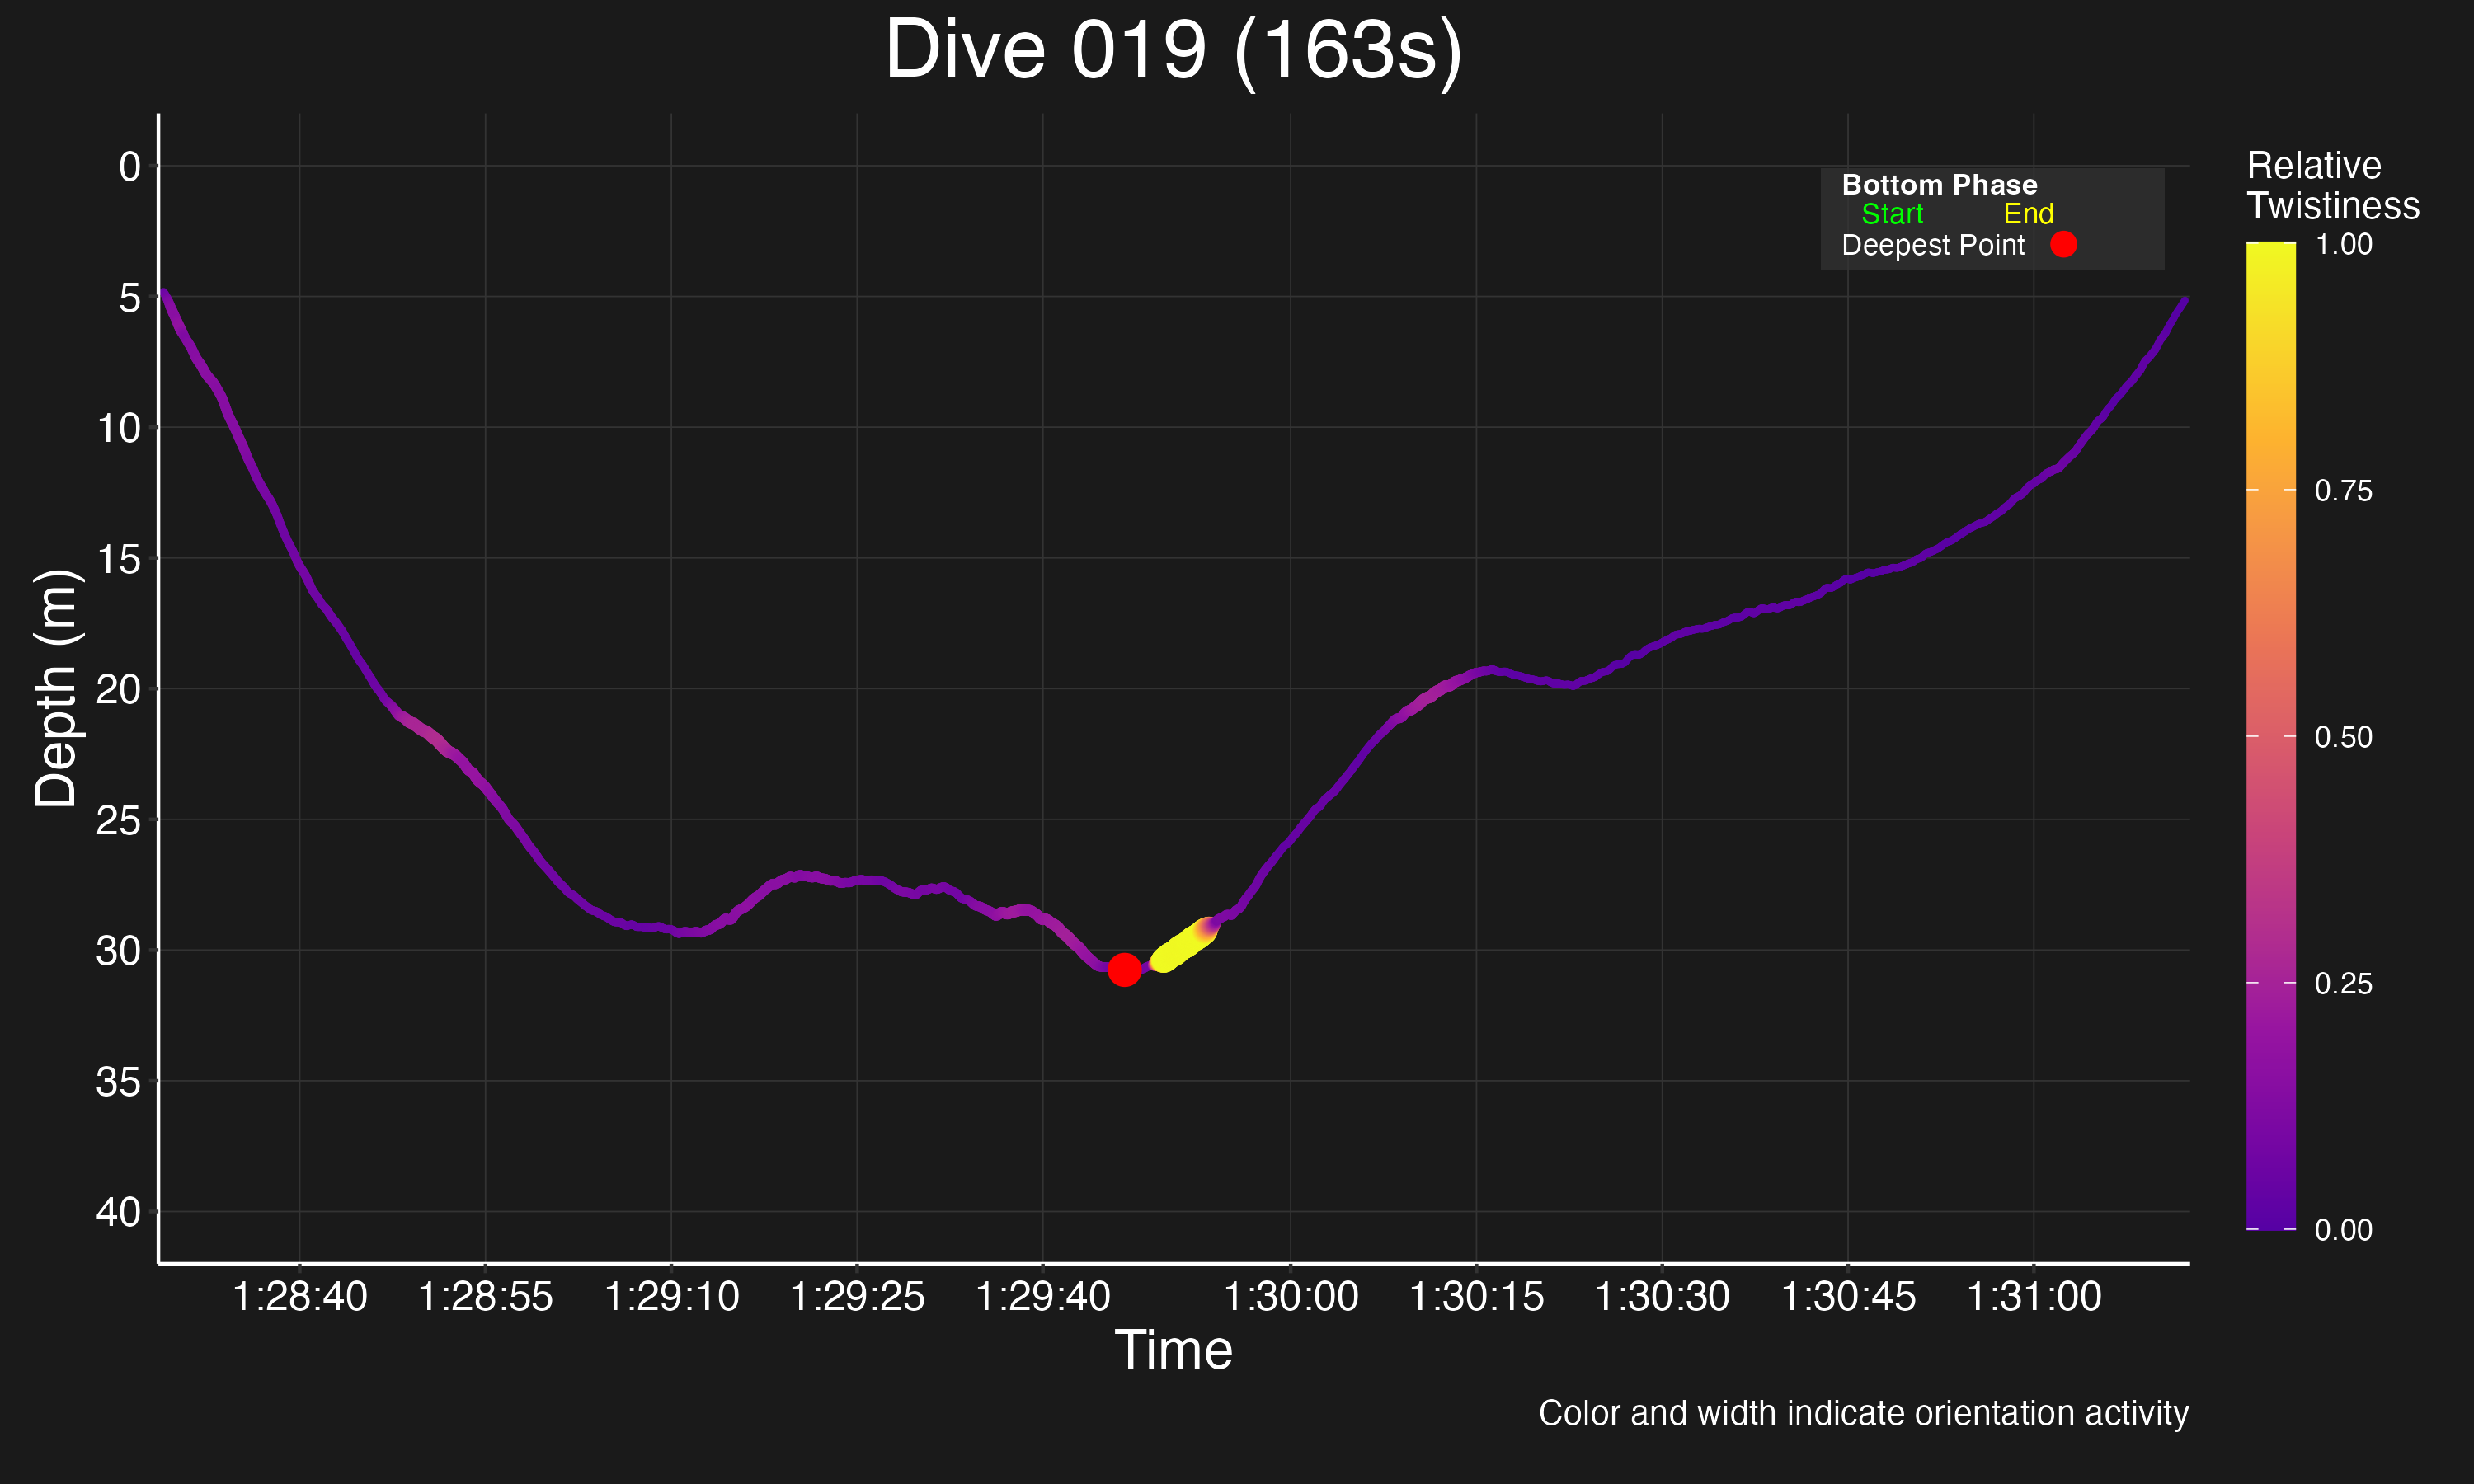 Dive 019 (163s)
0
5
10
15
20
25
30
35
40
Depth (m)
Bottom Phase
Start End
Deepest Point
Relative
Twistiness
1.00
0.75
0.50
0.25
0.00
1:28:40 1:28:55 1:29:10 1:29:25 1:29:40 1:30:00 1:30:15 1:30:30 1:30:45 1:31:00
Time
Color and width indicate orientation activity